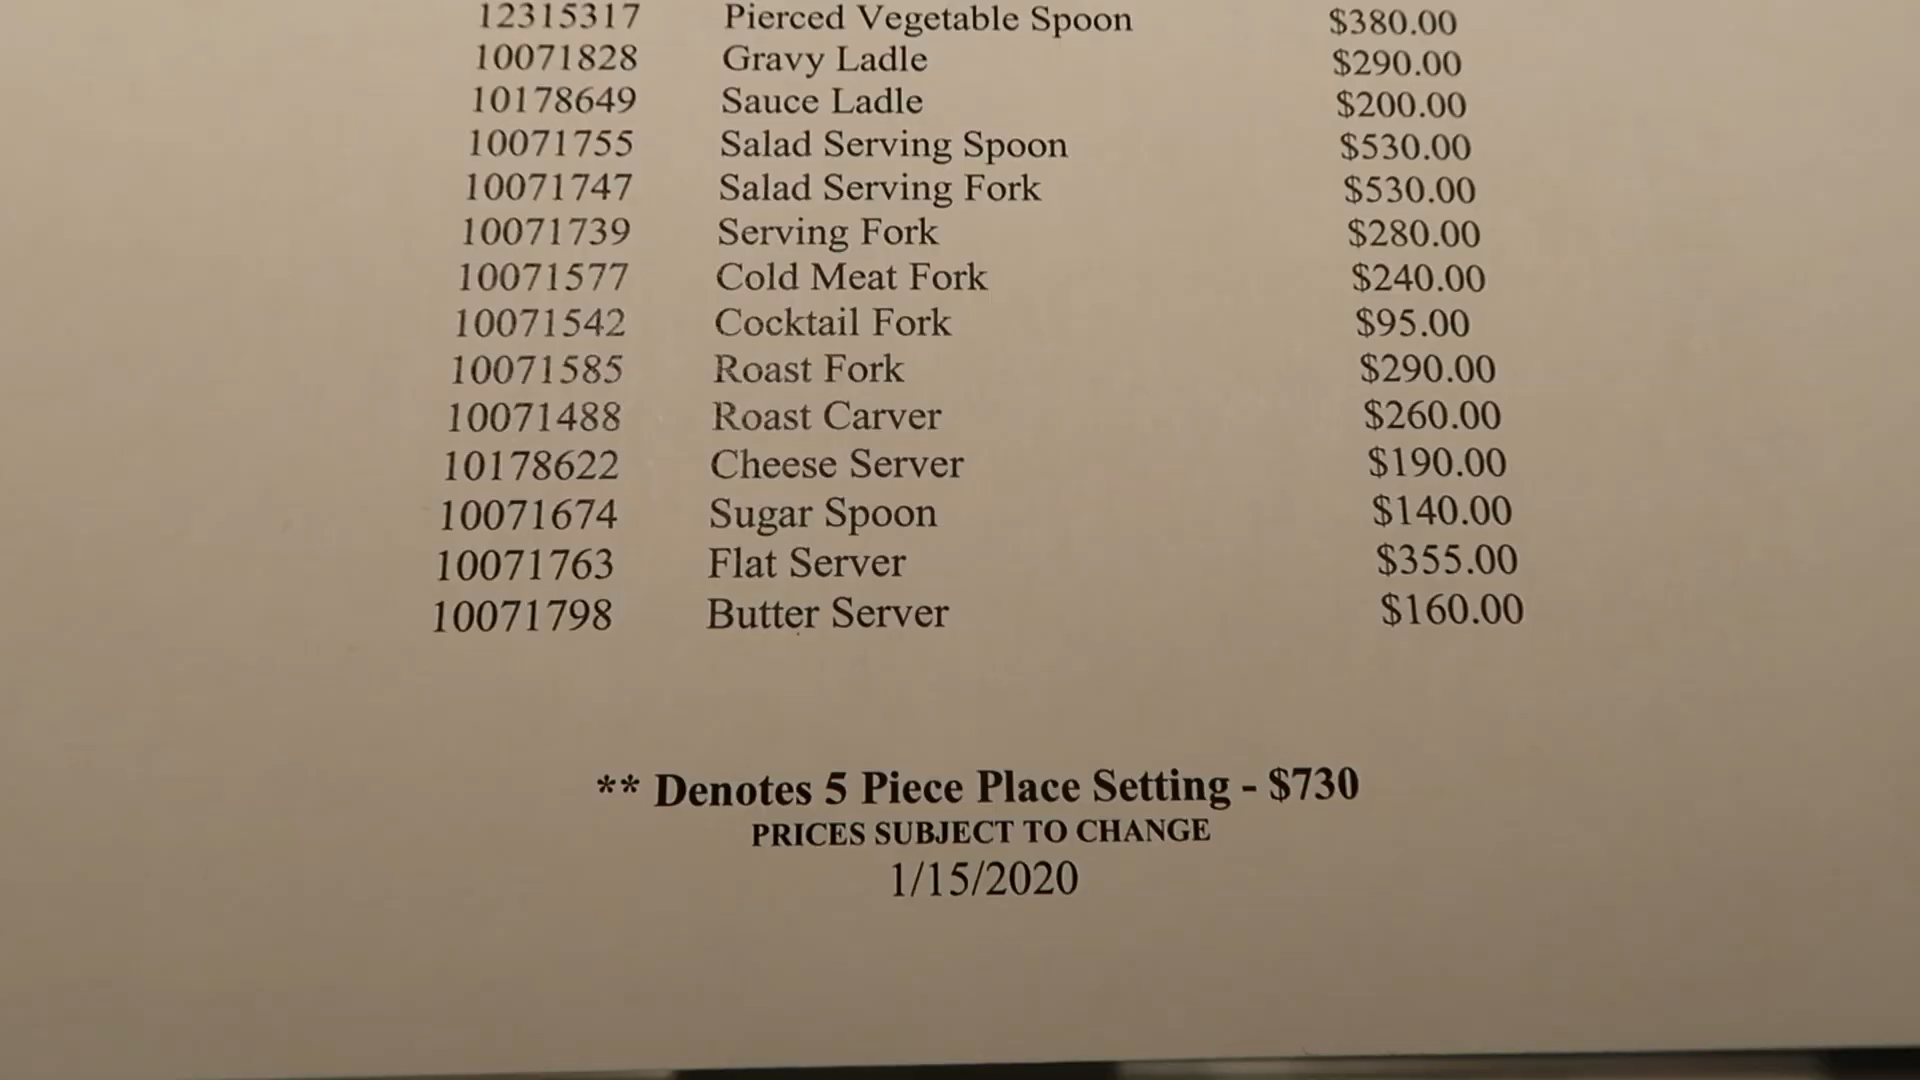 12315317 Pierced Vegetable Spoon $380.00
10071828 Gravy Ladle $290.00
10178649 Sauce Ladle $200.00
10071755 Salad Serving Spoon $530.00
10071747 Salad Serving Fork $530.00
10071739 Serving Fork $280.00
10071577 Cold Meat Fork $240.00
10071542 Cocktail Fork $95.00
10071585 Roast Fork $290.00
10071488 Roast Carver $260.00
10178622 Cheese Server $190.00
10071674 Sugar Spoon $140.00
10071763 Flat Server $355.00
10071798 Butter Server $160.00
** Denotes 5 Piece Place Setting - $730
PRICES SUBJECT TO CHANGE
1/15/2020